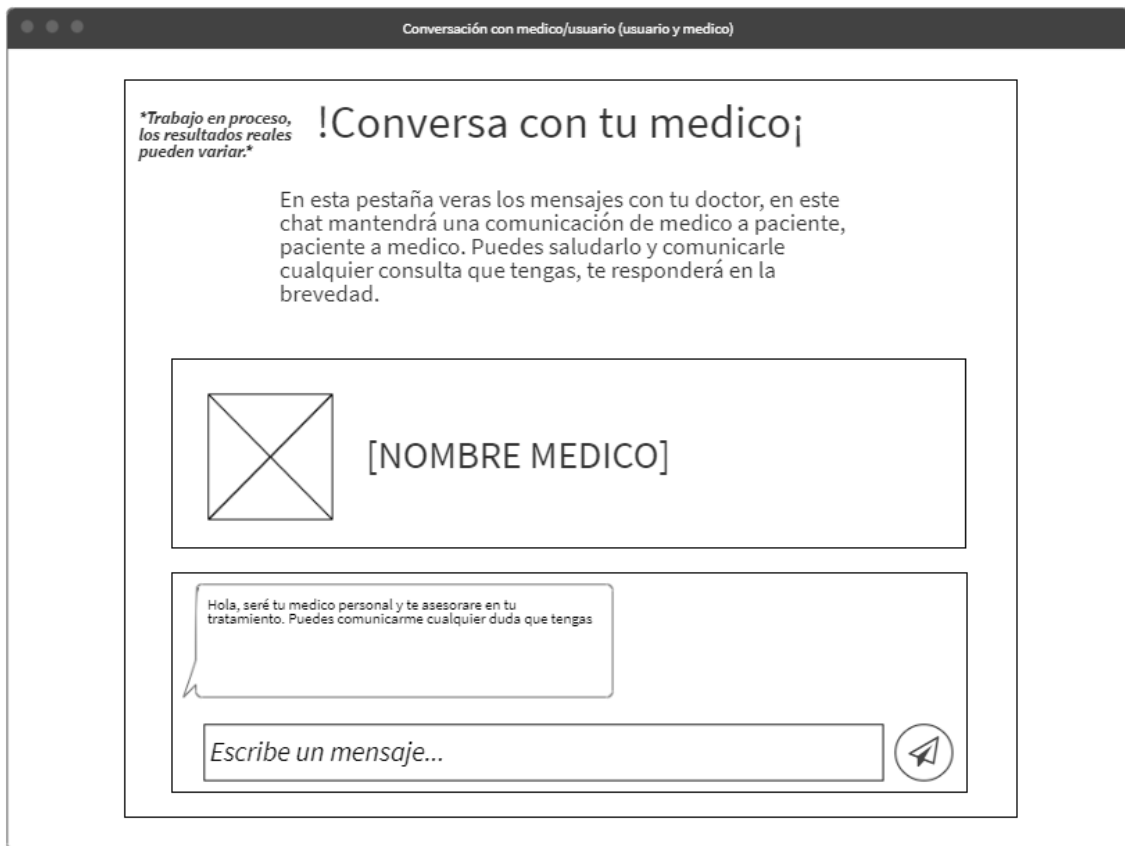 Conversación con medico/usuario (usuario y medico)
*Trabajo en proceso,
los resultados reales
pueden variar.*
!Conversa con tu medico¡
En esta pestaña veras los mensajes con tu doctor, en este
chat mantendrá una comunicación de medico a paciente,
paciente a medico. Puedes saludarlo y comunicarle
cualquier consulta que tengas, te responderá en la
brevedad.
[NOMBRE MEDICO]
Hola, seré tu medico personal y te asesorare en tu
tratamiento. Puedes comunicarme cualquier duda que tengas
Escribe un mensaje...